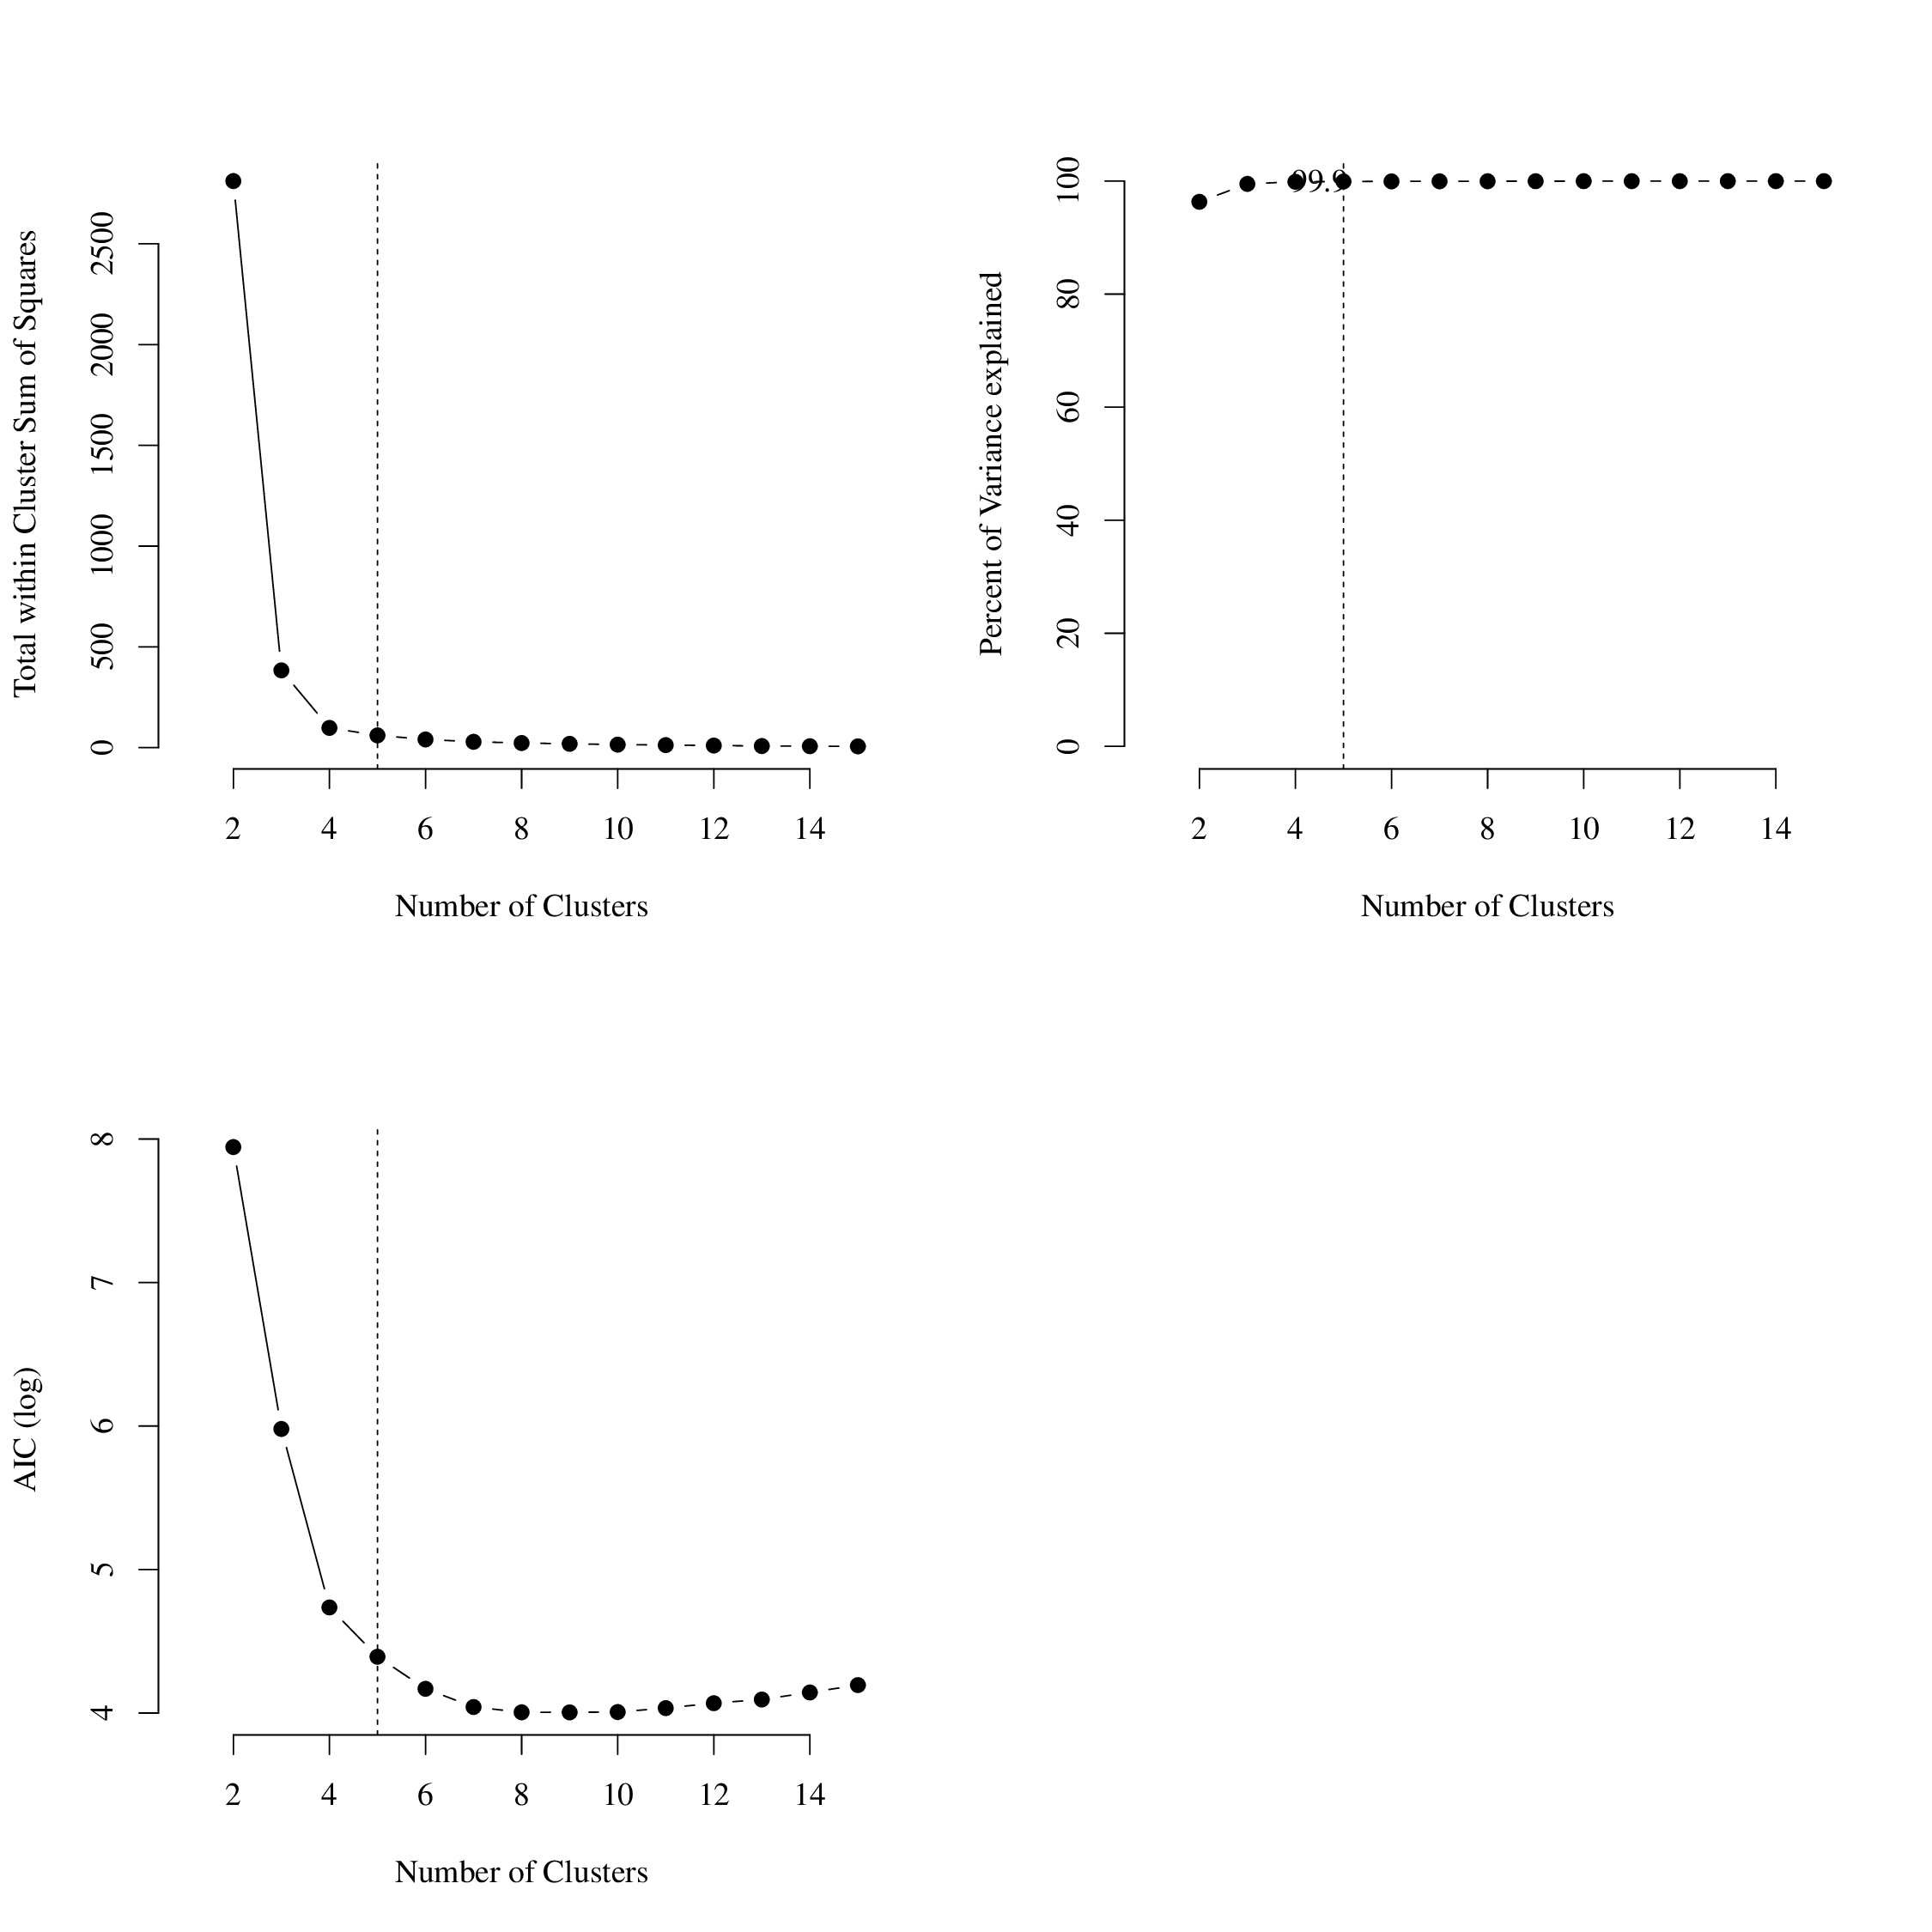 Total within Cluster Sum of Squares
0 500 1000 1500 2000 2500
2 4 6 8 10 12 14
Number of Clusters
Percent of Variance explained
0 20 40 60 80 100
99.9
2 4 6 8 10 12 14
Number of Clusters
AIC (log)
4 5 6 7 8
2 4 6 8 10 12 14
Number of Clusters